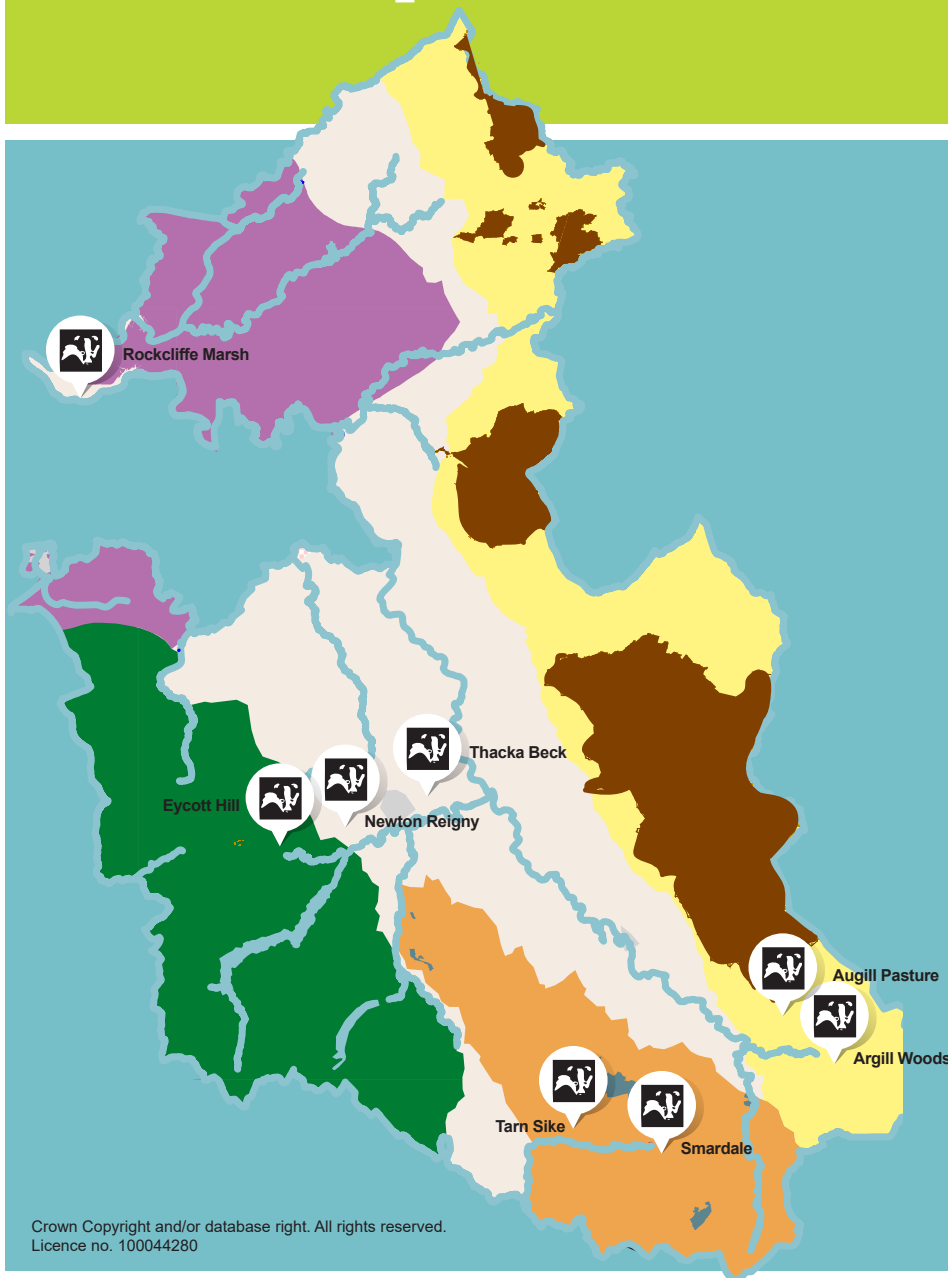 Rockcliffe Marsh
Thacka Beck
Eycott Hill
Newton Reigny
Augill Pasture
Argill Woods
Tarn Sike
Smardale
Crown Copyright and/or database right. All rights reserved.
Licence no. 100044280